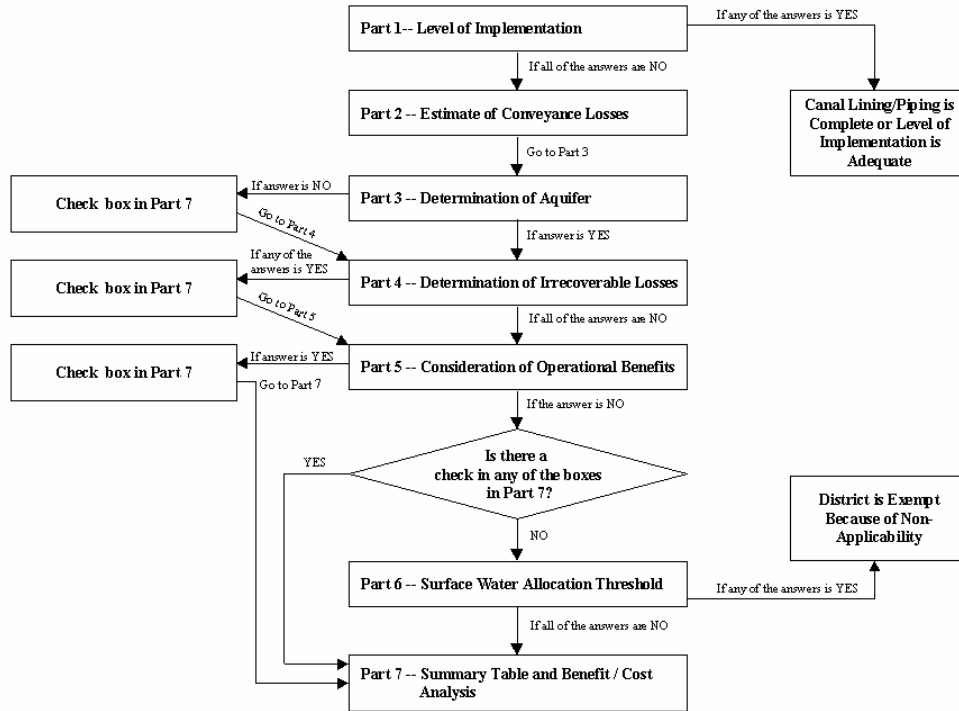 Part 1-- Level of Implementation
If any of the answers is YES
If all of the answers are NO
Canal Lining/Piping is
Complete or Level of
Implementation is
Adequate
Part 2 -- Estimate of Conveyance Losses
Go to Part 3
Check box in Part 7
If answer is NO
Part 3 -- Determination of Aquifer
Go to Part 4
If answer is YES
Check box in Part 7
If any of the
answers is YES
Part 4 -- Determination of Irrecoverable Losses
Go to Part 5
If all of the answers are NO
Check box in Part 7
If answer is YES
Part 5 -- Consideration of Operational Benefits
Go to Part 7
If the answer is NO
YES
Is there a
check in any of the boxes
in Part 7?
NO
District is Exempt
Because of Non-
Applicability
Part 6 -- Surface Water Allocation Threshold
If any of the answers is YES
If all of the answers are NO
Part 7 -- Summary Table and Benefit / Cost
Analysis